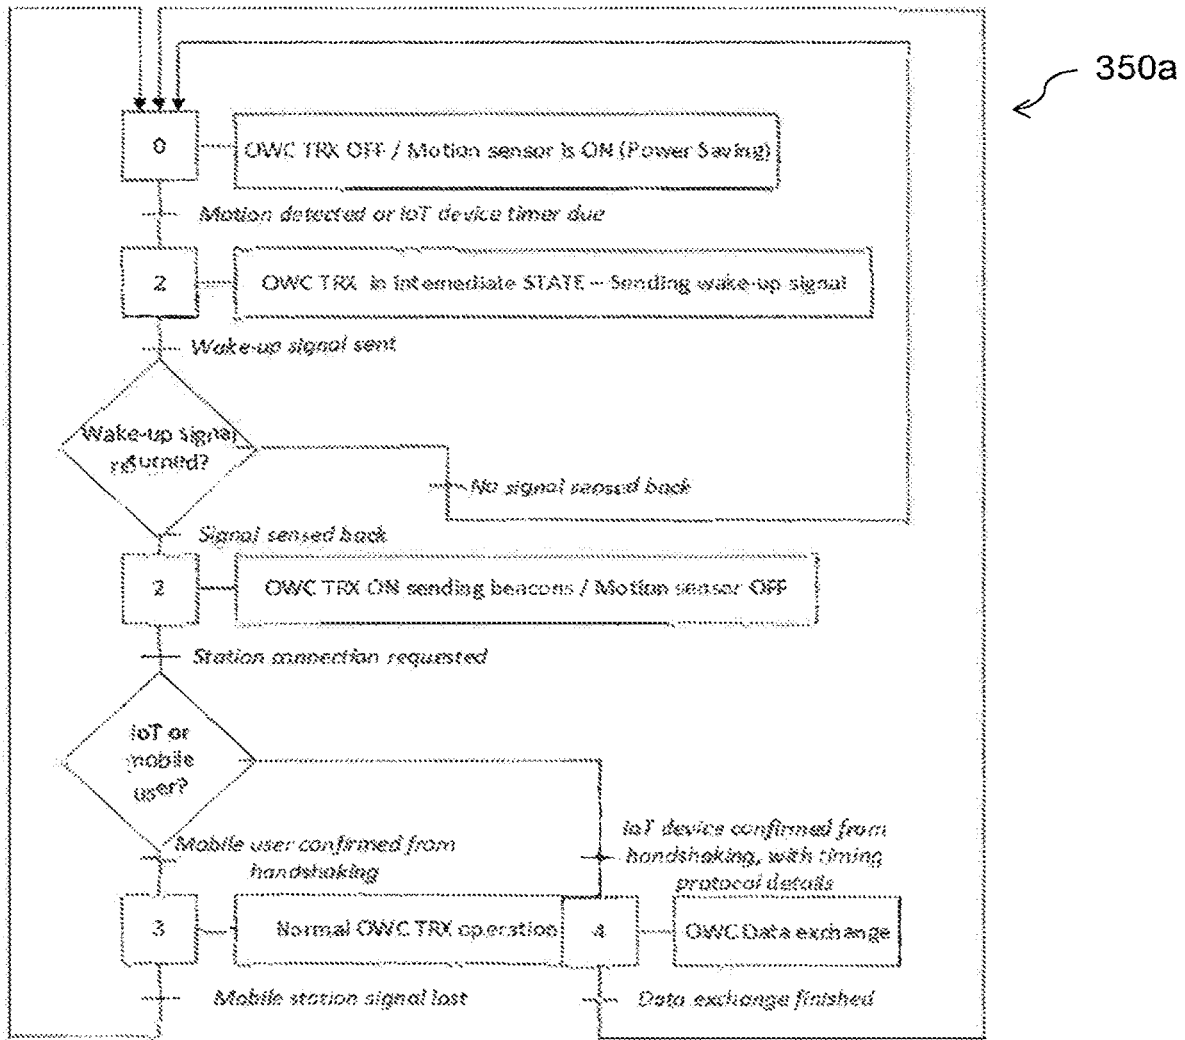 350a
0
OWC TRX OFF / Motion sensor is ON (Power Saving)
Motion detected or IoT device timer due
2
OWC TRX in Intemediate STATE – Sending wake-up signal
Wake-up signal sent
Wake-up signal
returned?
No signal sensed back
Signal sensed back
2
OWC TRX ON sending beacons / Motion sensor OFF
Station connection requested
IoT or
mobile
user?
Mobile user confirmed from
handshaking
IoT device confirmed from
handshaking, with timing
protocol details
3
Normal OWC TRX operation
4
OWC Data exchange
Mobile station signal lost
Data exchange finished